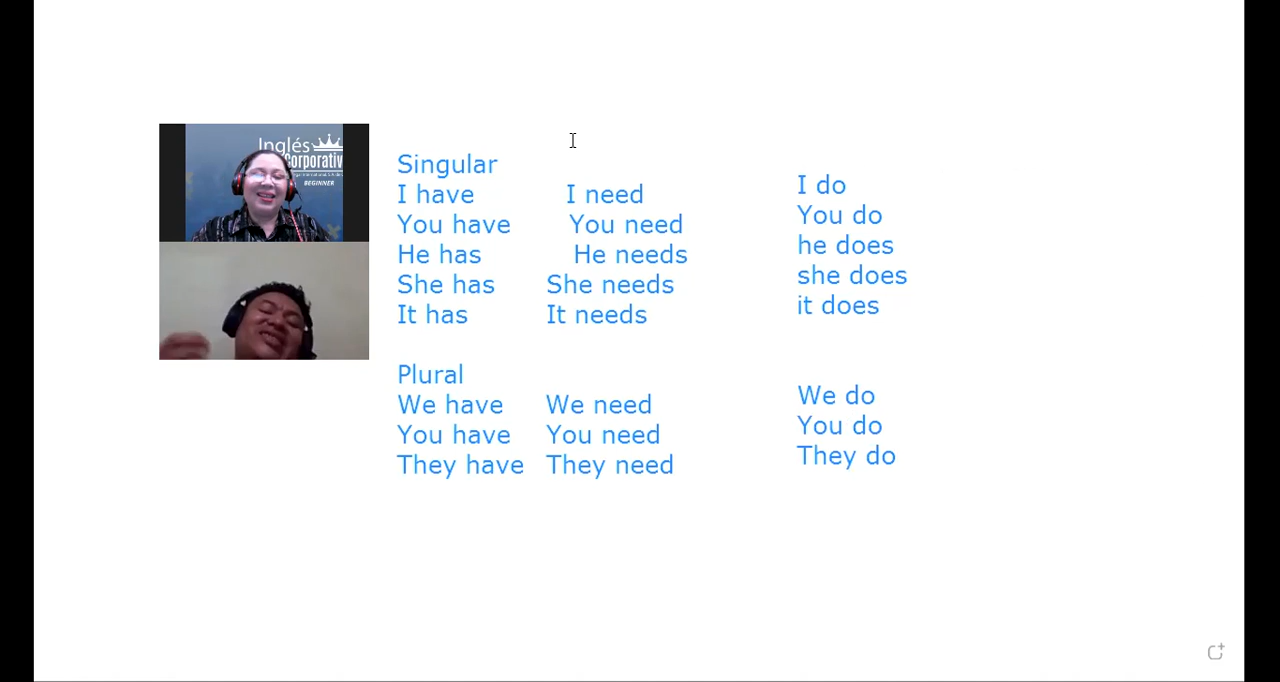 Inglés
Corporativ
BEGINNER
Singular
I have I need
You have You need
He has He needs
She has She needs
It has It needs
I do
You do
he does
she does
it does
Plural
We have We need
You have You need
They have They need
We do
You do
They do